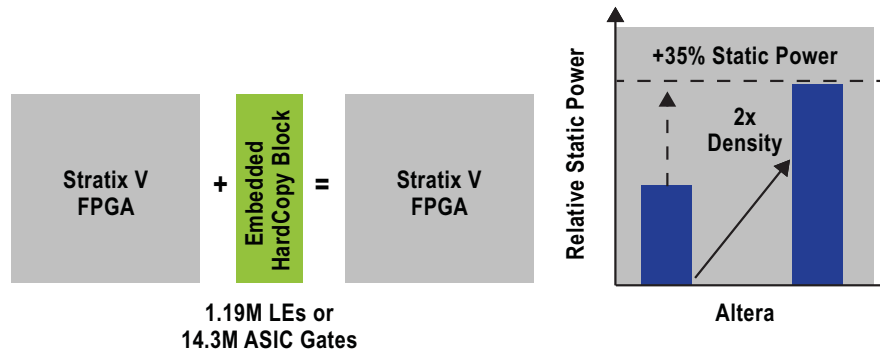 Stratix V
FPGA
+
Embedded
HardCopy Block
=
Stratix V
FPGA
1.19M LEs or
14.3M ASIC Gates
Relative Static Power
+35% Static Power
2x
Density
Altera